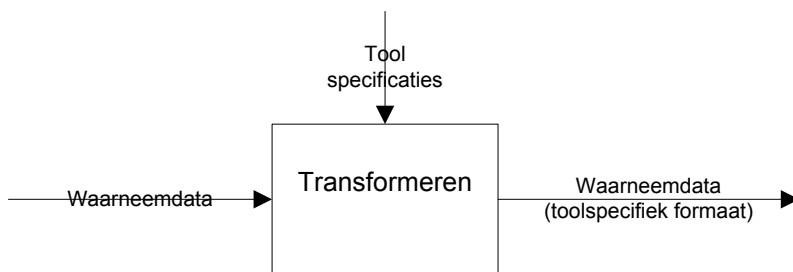 Tool
specificaties
Transformeren
Waarneemdata
Waarneemdata
(toolspecifiek formaat)